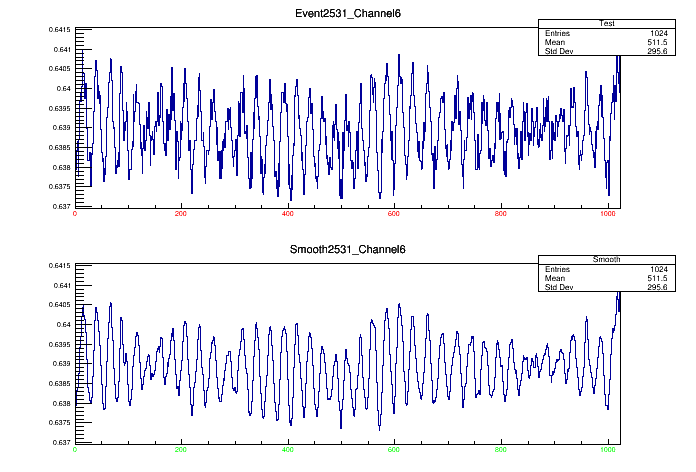 Event2531_Channel6
Test
Entries 1024
Mean 511.5
Std Dev 295.6
0.6415
0.641
0.6405
0.64
0.6395
0.639
0.6385
0.638
0.6375
0.637
0 200 400 600 800 1000
Smooth2531_Channel6
Smooth
Entries 1024
Mean 511.5
Std Dev 295.6
0.6415
0.641
0.6405
0.64
0.6395
0.639
0.6385
0.638
0.6375
0.637
0 200 400 600 800 1000